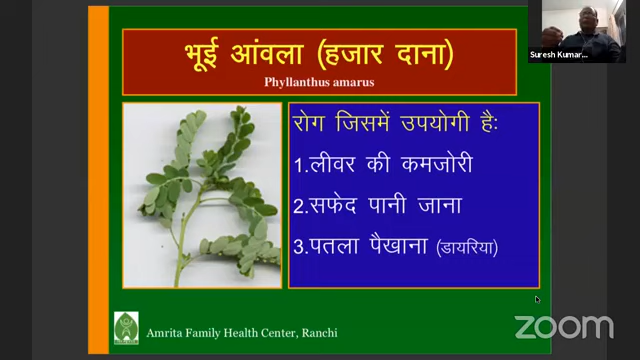 भूई आंवला (हजार दाना)
Phyllanthus amarus
Suresh Kumar...
रोग जिसमें उपयोगी हैः
1.लीवर की कमजोरी
2.सफेद पानी जाना
3.पतला पैखाना (डायरिया)
Amrita Family Health Center, Ranchi
zoom